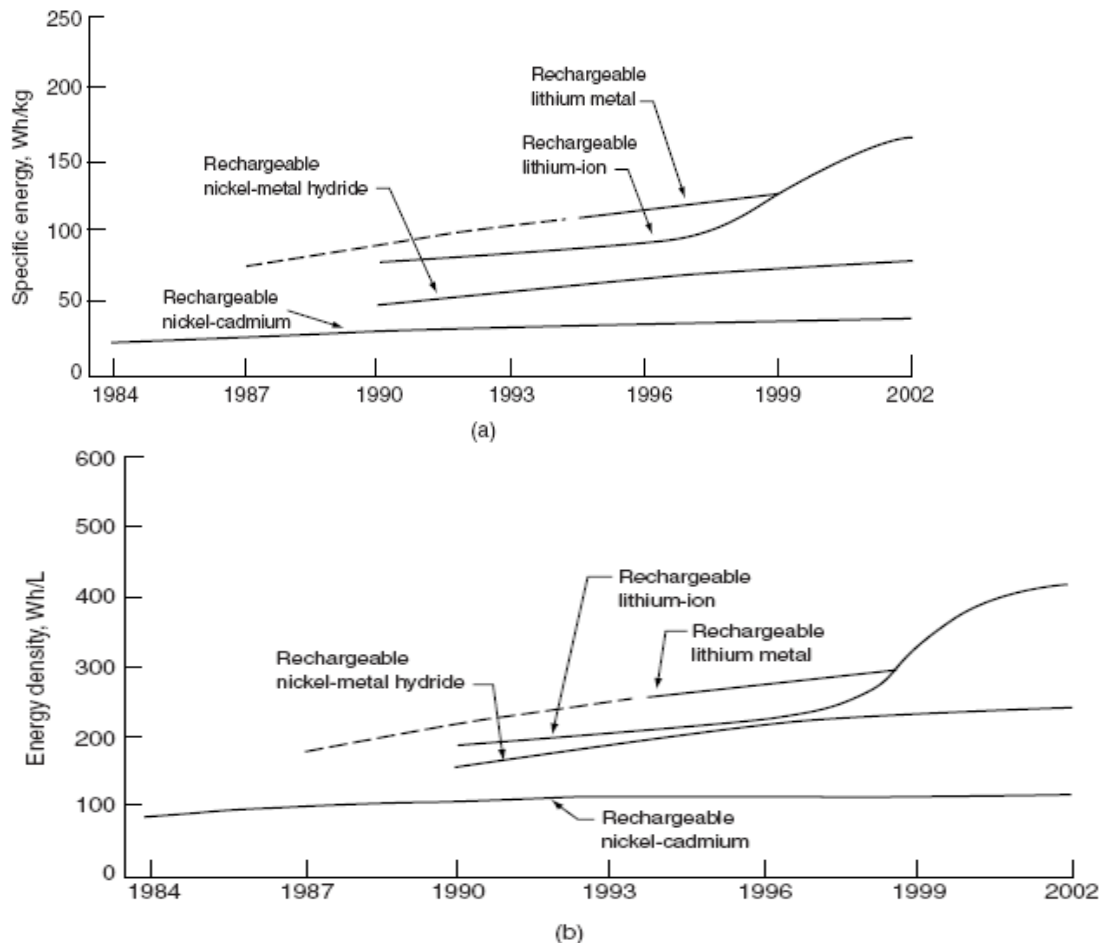 250
200
150
100
50
0
Specific energy, Wh/kg
Rechargeable
lithium metal
Rechargeable
lithium-ion
Rechargeable
nickel-metal hydride
Rechargeable
nickel-cadmium
1984 1987 1990 1993 1996 1999 2002
(a)
600
500
400
300
200
100
0
Energy density, Wh/L
Rechargeable
lithium-ion
Rechargeable
lithium metal
Rechargeable
nickel-metal hydride
Rechargeable
nickel-cadmium
1984 1987 1990 1993 1996 1999 2002
(b)